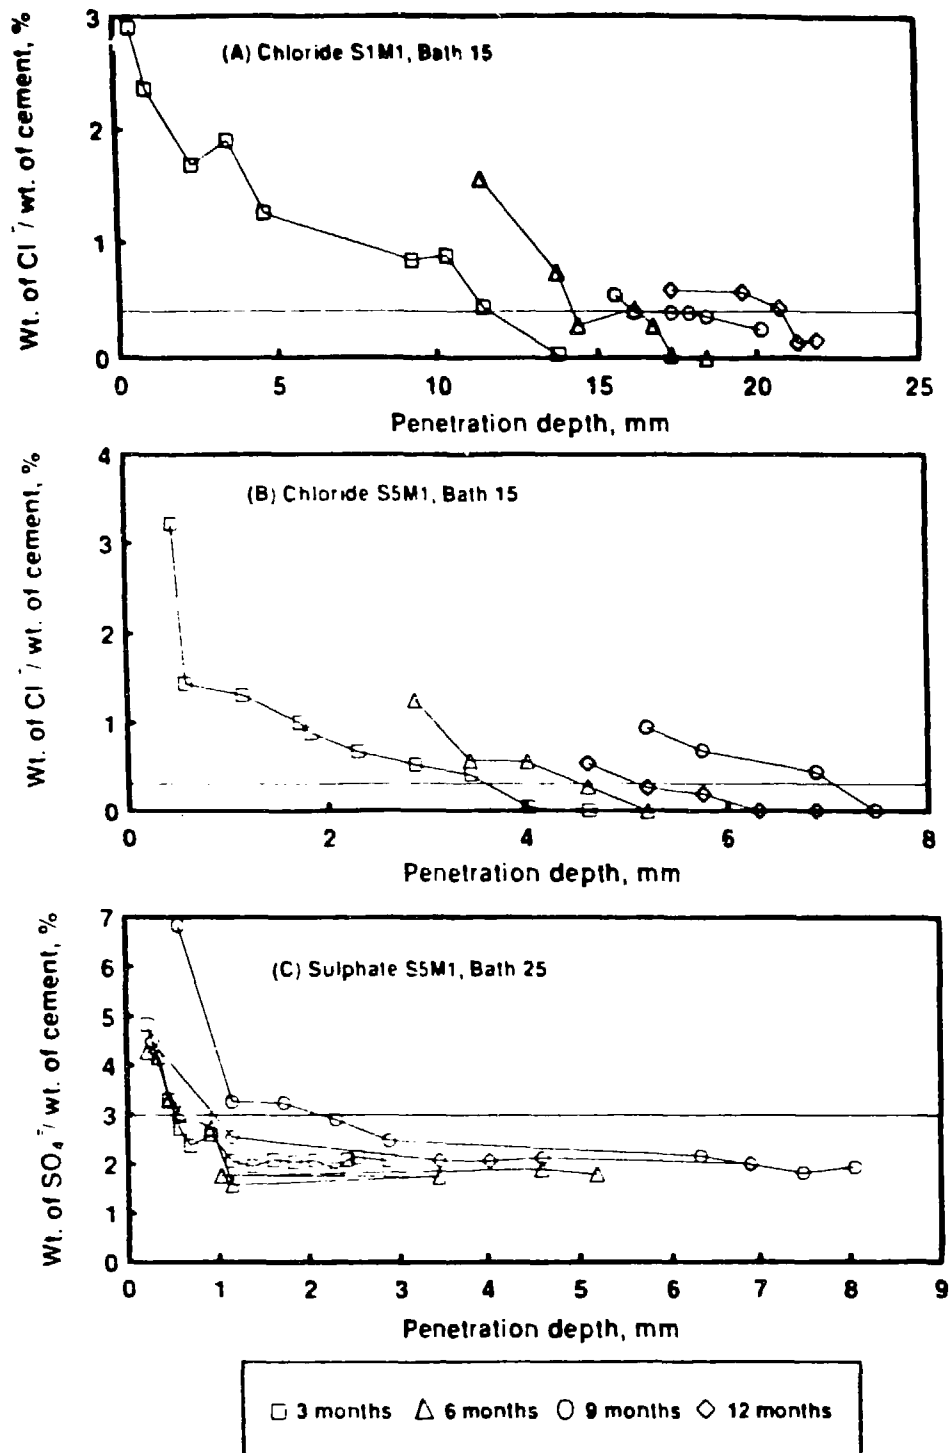 Wt. of Cl⁻/ wt. of cement, %
3
2
1
0
(A) Chloride S1M1, Bath 15
0 5 10 15 20 25
Penetration depth, mm
Wt. of Cl⁻/ wt. of cement, %
4
3
2
1
0
(B) Chloride S5M1, Bath 15
0 2 4 6 8
Penetration depth, mm
Wt. of SO₄⁼/ wt. of cement, %
7
6
5
4
3
2
1
0
(C) Sulphate S5M1, Bath 25
0 1 2 3 4 5 6 7 8 9
Penetration depth, mm
□ 3 months △ 6 months ○ 9 months ◇ 12 months